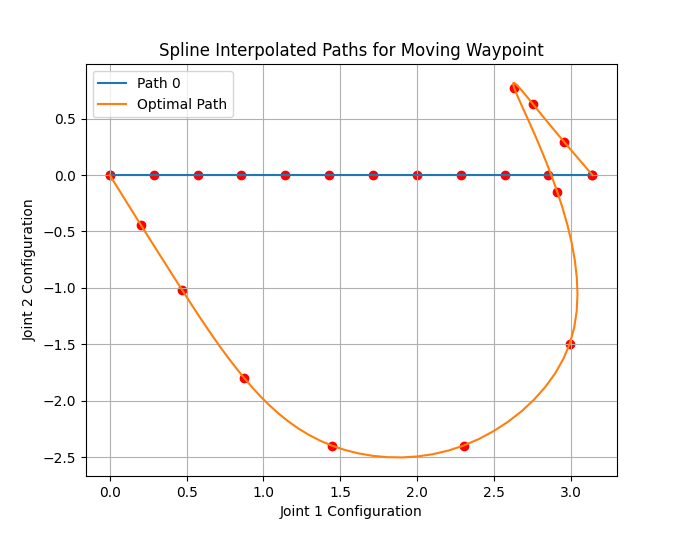 Spline Interpolated Paths for Moving Waypoint
Path 0
Optimal Path
Joint 2 Configuration
0.5
0.0
−0.5
−1.0
−1.5
−2.0
−2.5
0.0 0.5 1.0 1.5 2.0 2.5 3.0
Joint 1 Configuration